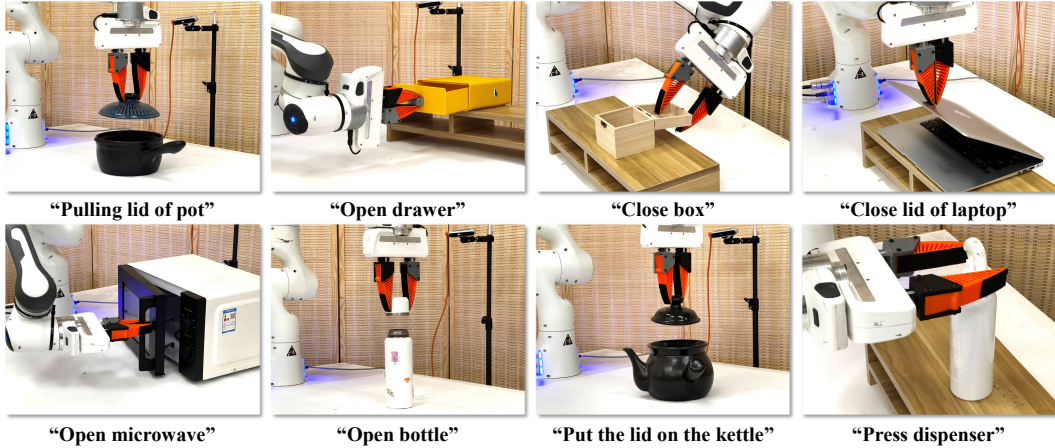 “Pulling lid of pot”
“Open drawer”
“Close box”
“Close lid of laptop”
“Open microwave”
“Open bottle”
“Put the lid on the kettle”
“Press dispenser”